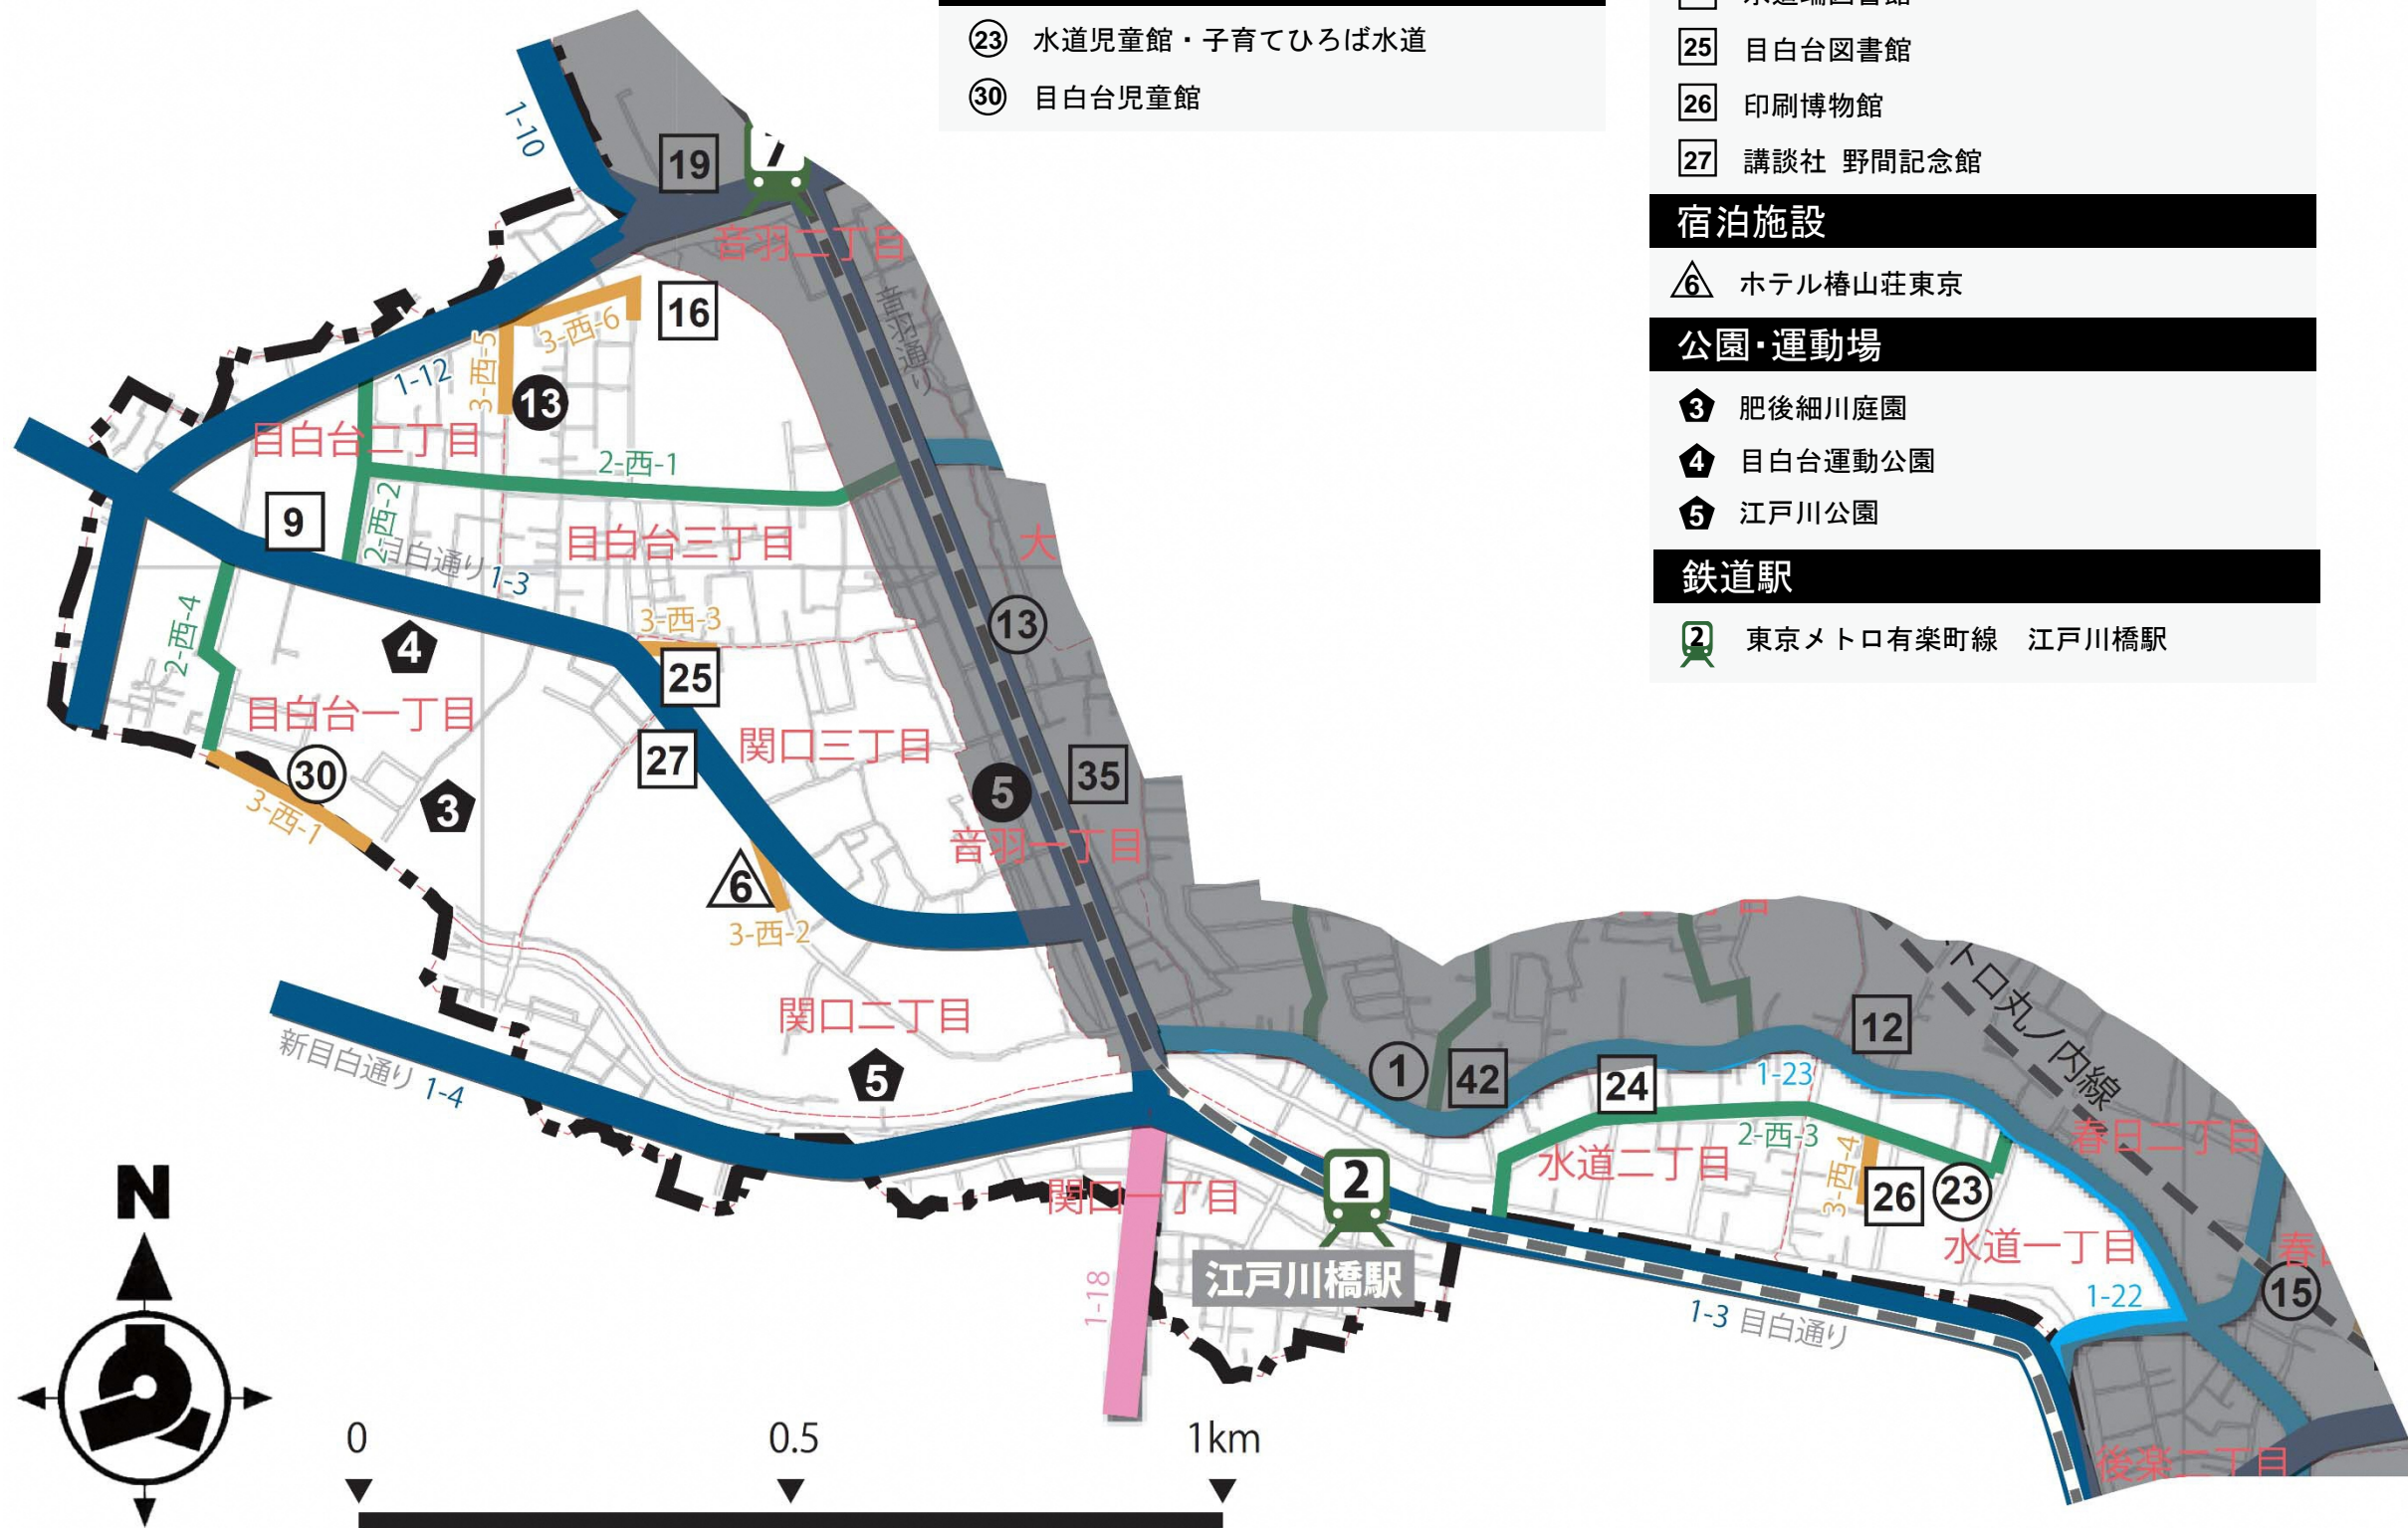 23 水道児童館・子育てひろば水道
30 目白台児童館
25 目白台図書館
26 印刷博物館
27 講談社 野間記念館
宿泊施設
6 ホテル椿山荘東京
公園・運動場
3 肥後細川庭園
4 目白台運動公園
5 江戸川公園
鉄道駅
2 東京メトロ有楽町線 江戸川橋駅
1-10
19
7
音羽二丁目
16
3-西-6
3-西-5
1-12
13
目白台二丁目
2-西-1
9
2-西-2
目白台三丁目
大
目白通り 1-3
13
3-西-3
2-西-4
4
25
目白台一丁目
関口三丁目
27
30
35
5
3
3-西-1
音羽一丁目
6
3-西-2
関口二丁目
トロ丸ノ内線
12
新目白通り 1-4
5
1
42
24
1-23
2-西-3
春日二丁目
水道二丁目
3-西-4
2
26
23
関口一丁目
水道一丁目
江戸川橋駅
1-18
春
15
1-22
1-3 目白通り
N
後楽二丁目
0
0.5
1km